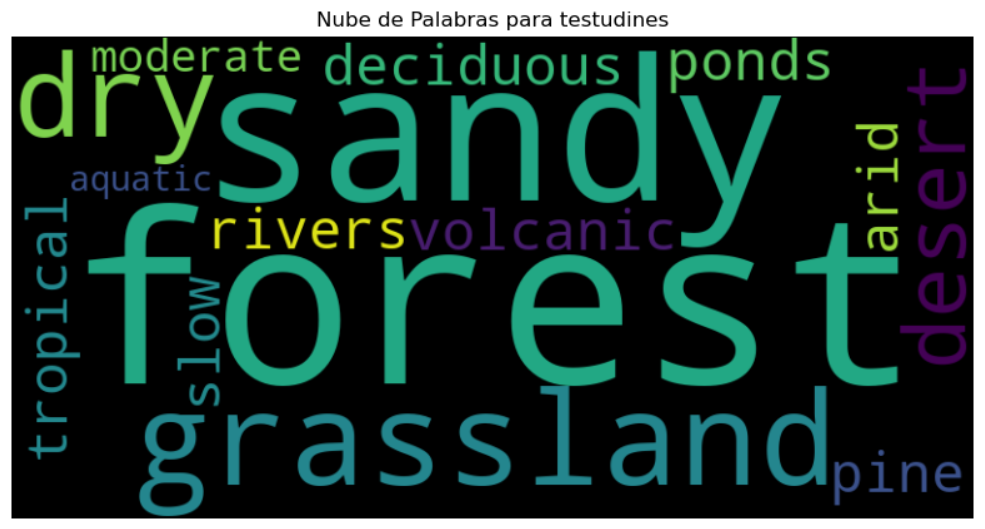 Nube de Palabras para testudines
moderate
deciduous
ponds
dry
sandy
desert
arid
aquatic
rivers
volcanic
tropical
forest
slow
grassland
pine